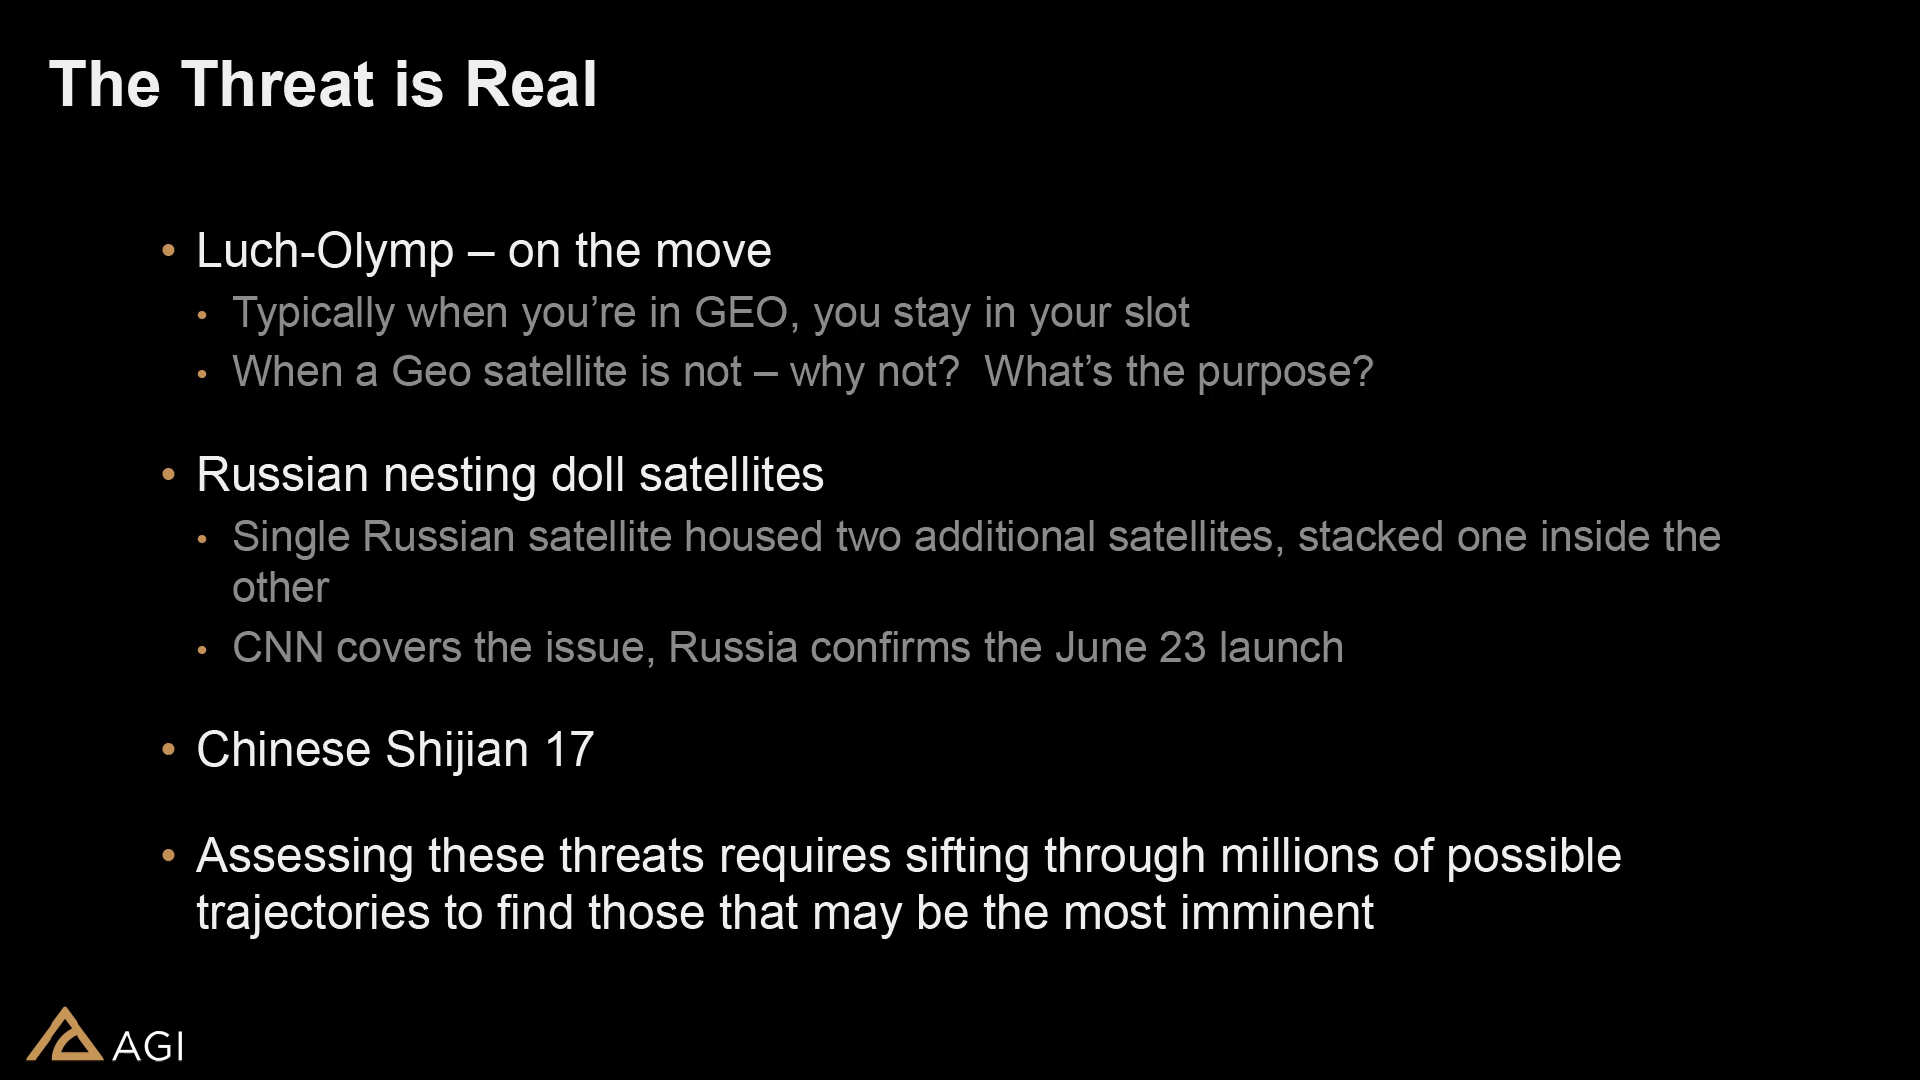 The Threat is Real
• Luch-Olymp – on the move
• Typically when you’re in GEO, you stay in your slot
• When a Geo satellite is not – why not?  What’s the purpose?
• Russian nesting doll satellites
• Single Russian satellite housed two additional satellites, stacked one inside the
other
• CNN covers the issue, Russia confirms the June 23 launch
• Chinese Shijian 17
• Assessing these threats requires sifting through millions of possible
trajectories to find those that may be the most imminent
AGI